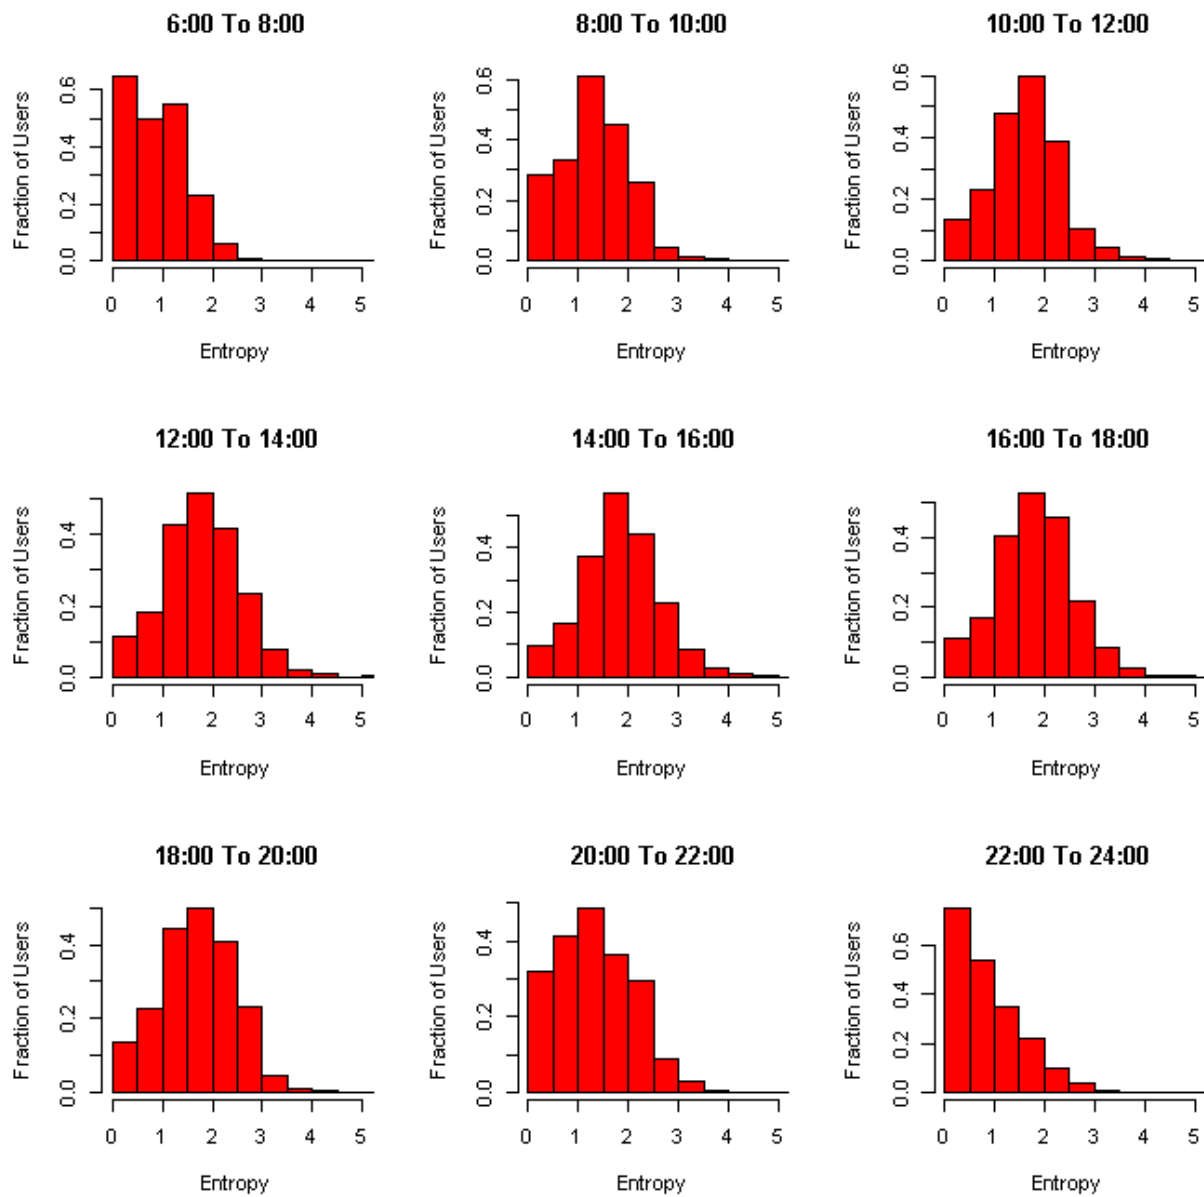 6:00 To 8:00
Fraction of Users
0.0 0.2 0.4 0.6
0 1 2 3 4 5
Entropy
8:00 To 10:00
Fraction of Users
0.0 0.2 0.4 0.6
0 1 2 3 4 5
Entropy
10:00 To 12:00
Fraction of Users
0.0 0.2 0.4 0.6
0 1 2 3 4 5
Entropy
12:00 To 14:00
Fraction of Users
0.0 0.2 0.4
0 1 2 3 4 5
Entropy
14:00 To 16:00
Fraction of Users
0.0 0.2 0.4
0 1 2 3 4 5
Entropy
16:00 To 18:00
Fraction of Users
0.0 0.2 0.4
0 1 2 3 4 5
Entropy
18:00 To 20:00
Fraction of Users
0.0 0.2 0.4
0 1 2 3 4 5
Entropy
20:00 To 22:00
Fraction of Users
0.0 0.2 0.4
0 1 2 3 4 5
Entropy
22:00 To 24:00
Fraction of Users
0.0 0.2 0.4 0.6
0 1 2 3 4 5
Entropy